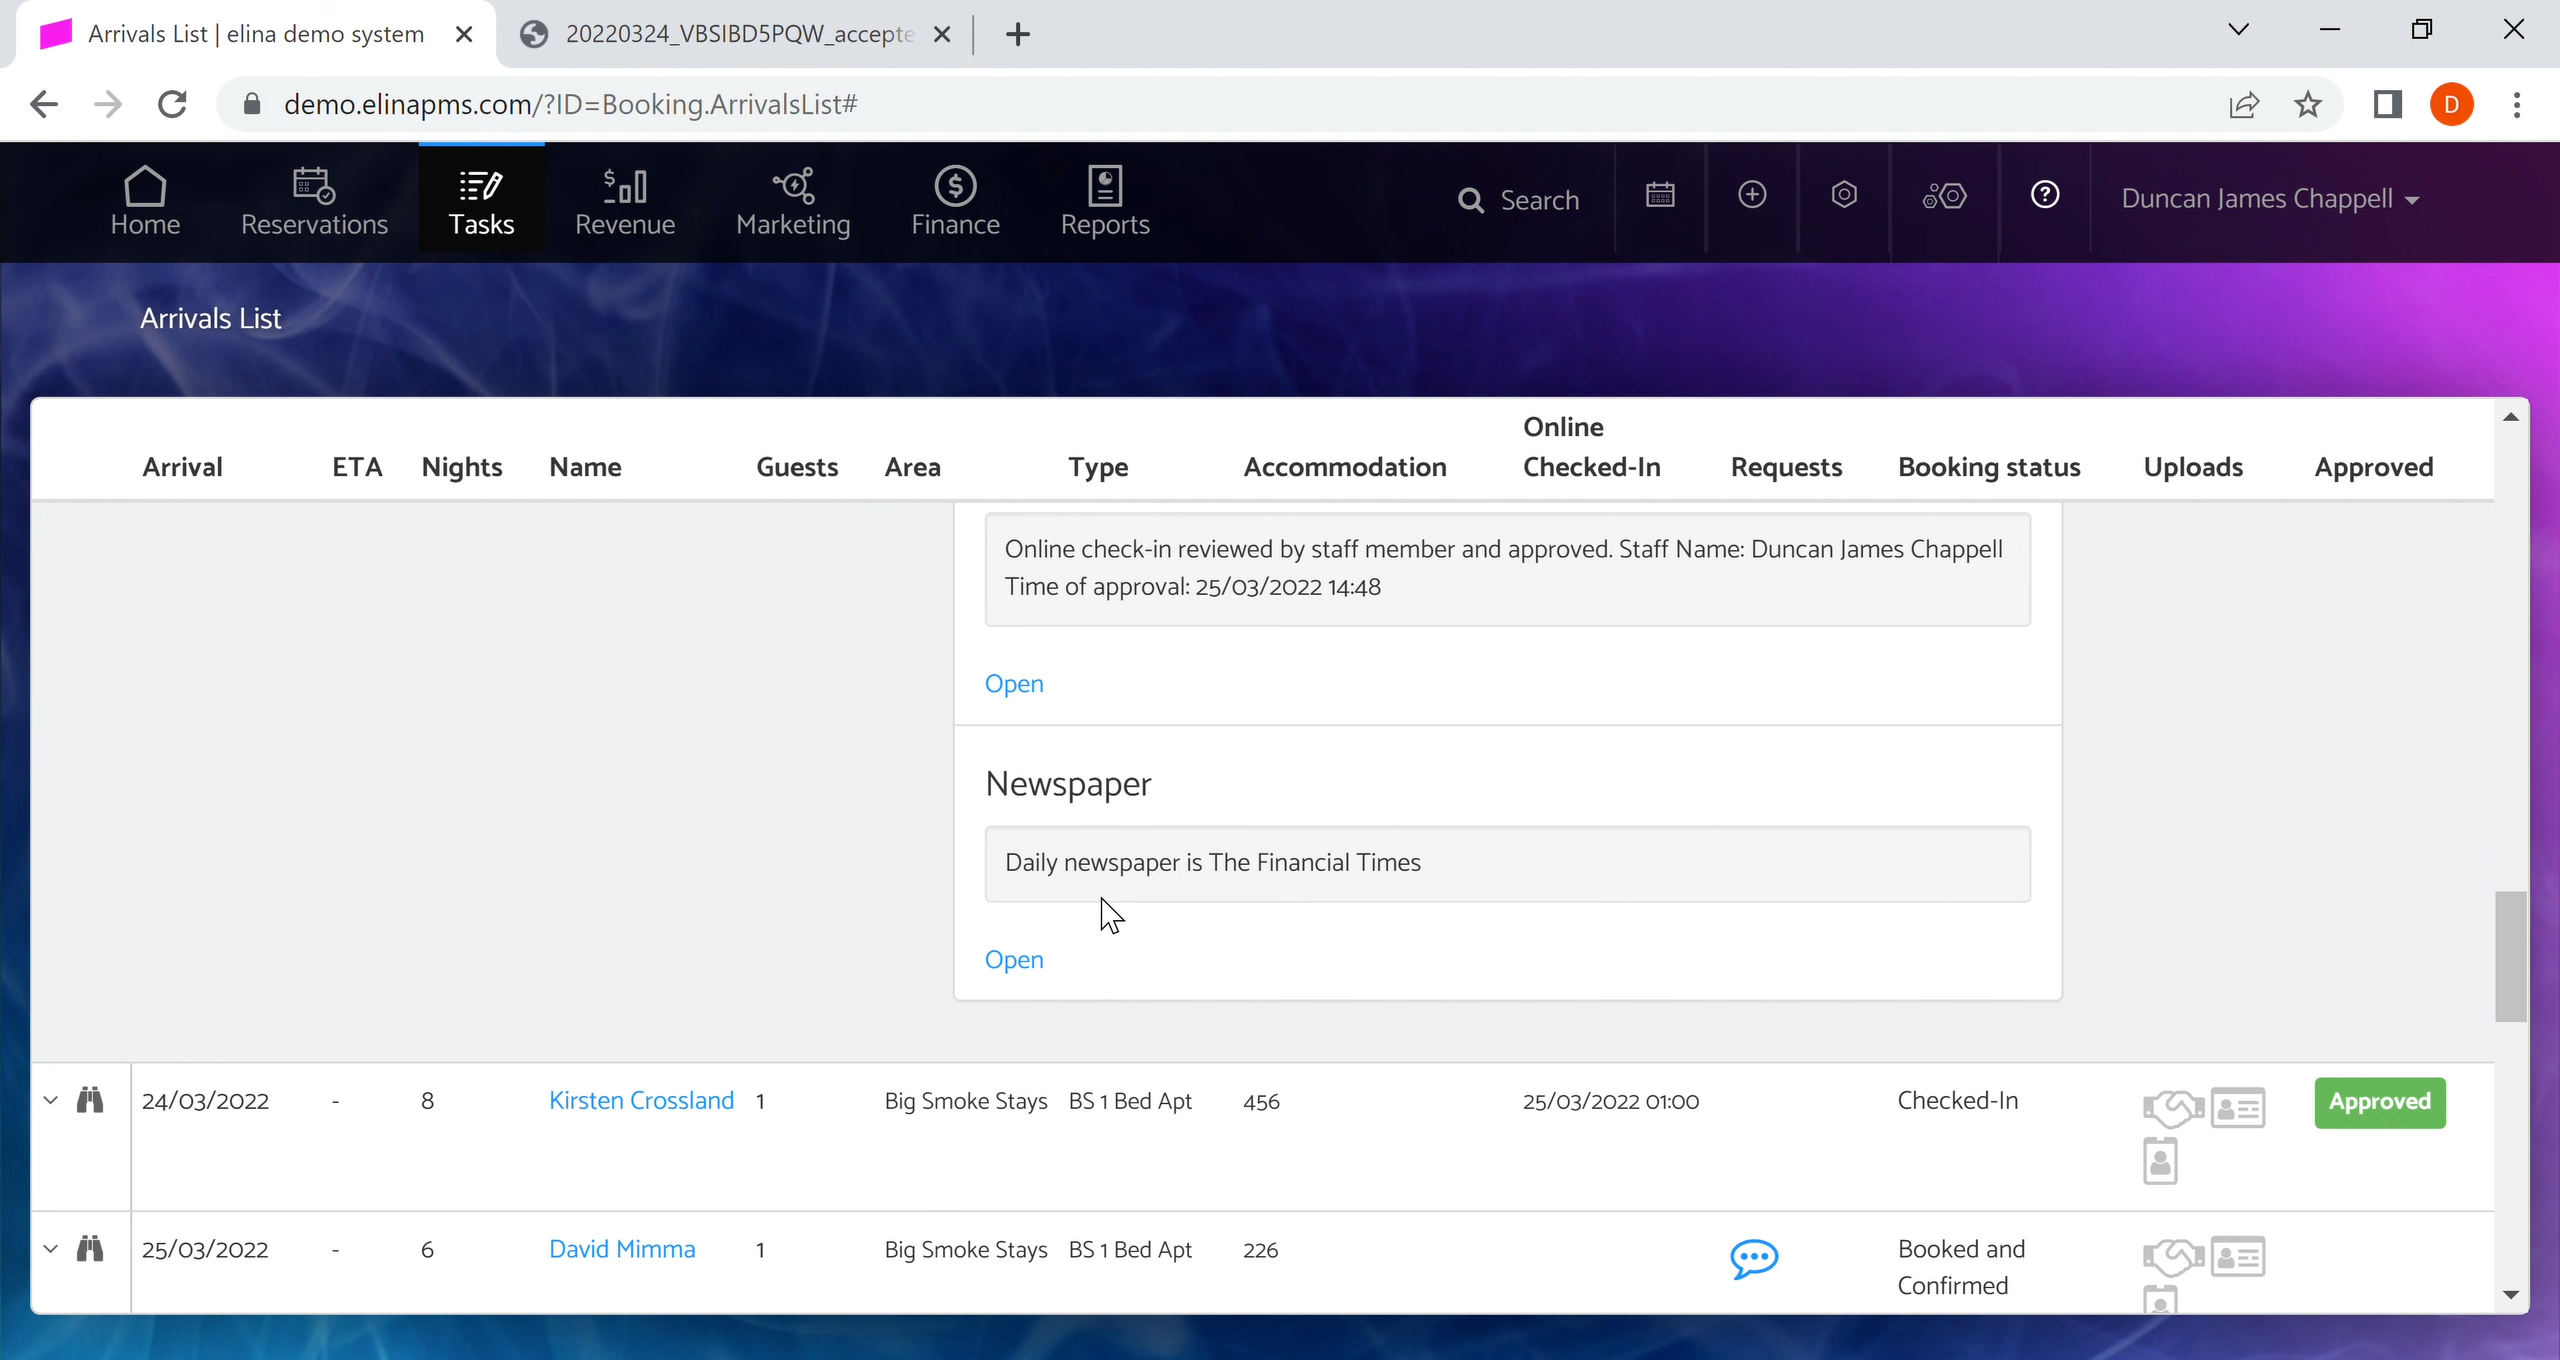 Arrivals List | elina demo system
20220324_VBSIBD5PQW_accepte
demo.elinapms.com/?ID=Booking.ArrivalsList#
D
Home
Reservations
Tasks
Revenue
Marketing
Finance
Reports
Search
Duncan James Chappell
Arrivals List
Arrival
ETA
Nights
Name
Guests
Area
Type
Accommodation
Online
Checked-In
Requests
Booking status
Uploads
Approved
Online check-in reviewed by staff member and approved. Staff Name: Duncan James Chappell
Time of approval: 25/03/2022 14:48
Open
Newspaper
Daily newspaper is The Financial Times
Open
24/03/2022 - 8 Kirsten Crossland 1 Big Smoke Stays BS 1 Bed Apt 456 25/03/2022 01:00 Checked-In Approved
25/03/2022 - 6 David Mimma 1 Big Smoke Stays BS 1 Bed Apt 226 Booked and
Confirmed